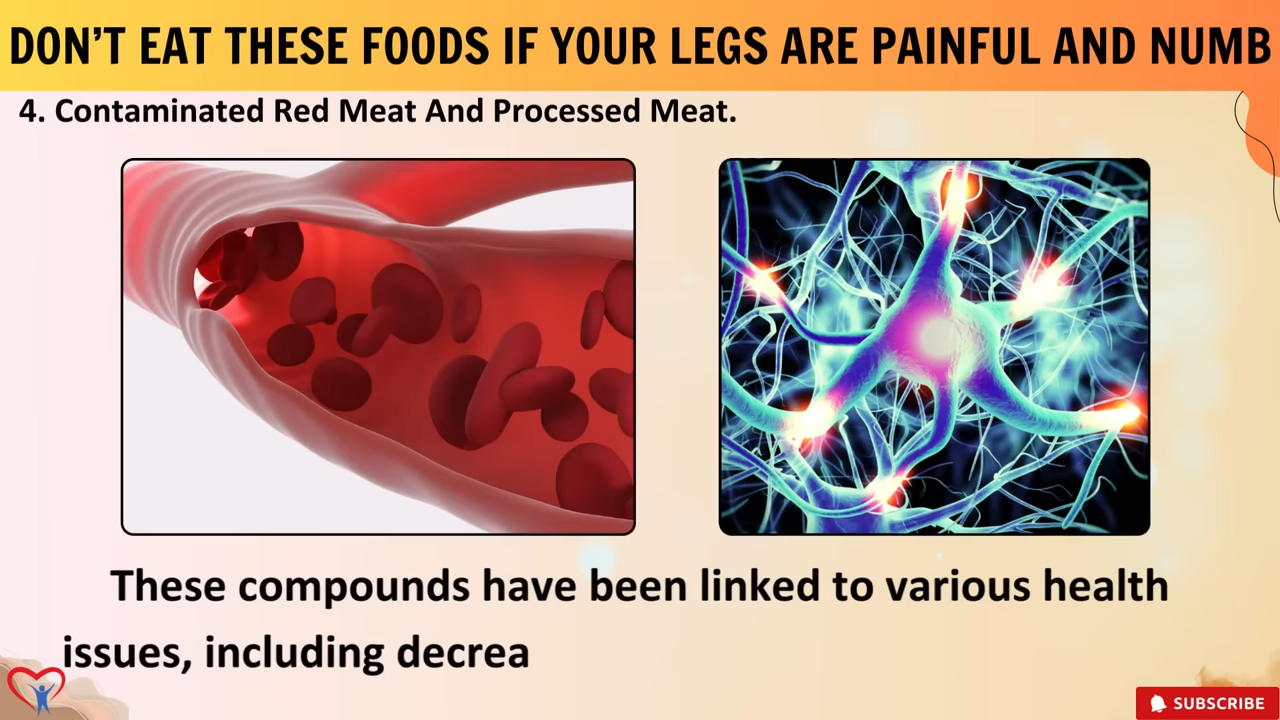 DON'T EAT THESE FOODS IF YOUR LEGS ARE PAINFUL AND NUMB
4. Contaminated Red Meat And Processed Meat.
These compounds have been linked to various health
issues, including decrea
SUBSCRIBE